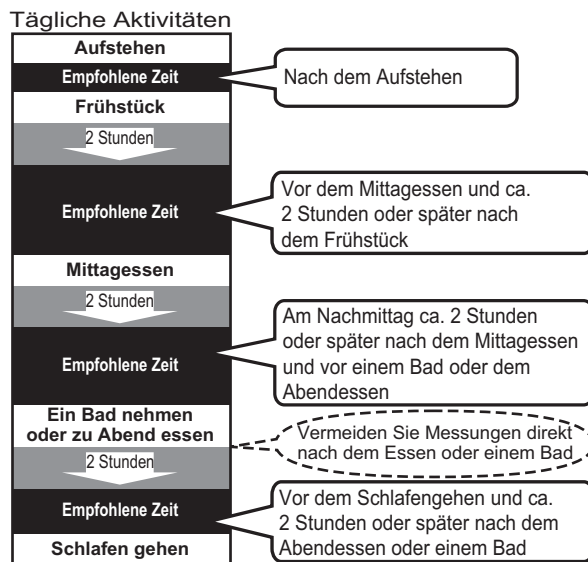 Tägliche Aktivitäten
Aufstehen
Empfohlene Zeit
Nach dem Aufstehen
Frühstück
2 Stunden
Empfohlene Zeit
Vor dem Mittagessen und ca.
2 Stunden oder später nach
dem Frühstück
Mittagessen
2 Stunden
Empfohlene Zeit
Am Nachmittag ca. 2 Stunden
oder später nach dem Mittagessen
und vor einem Bad oder dem
Abendessen
Ein Bad nehmen
oder zu Abend essen
Vermeiden Sie Messungen direkt
nach dem Essen oder einem Bad
2 Stunden
Empfohlene Zeit
Vor dem Schlafengehen und ca.
2 Stunden oder später nach dem
Abendessen oder einem Bad
Schlafen gehen